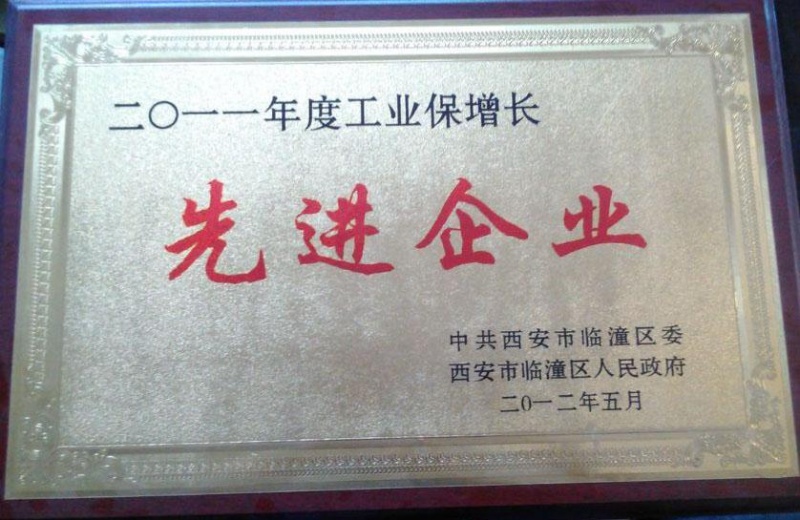 二〇一一年度工业保增长
先进企业
中共西安市临潼区委
西安市临潼区人民政府
二0一二年五月